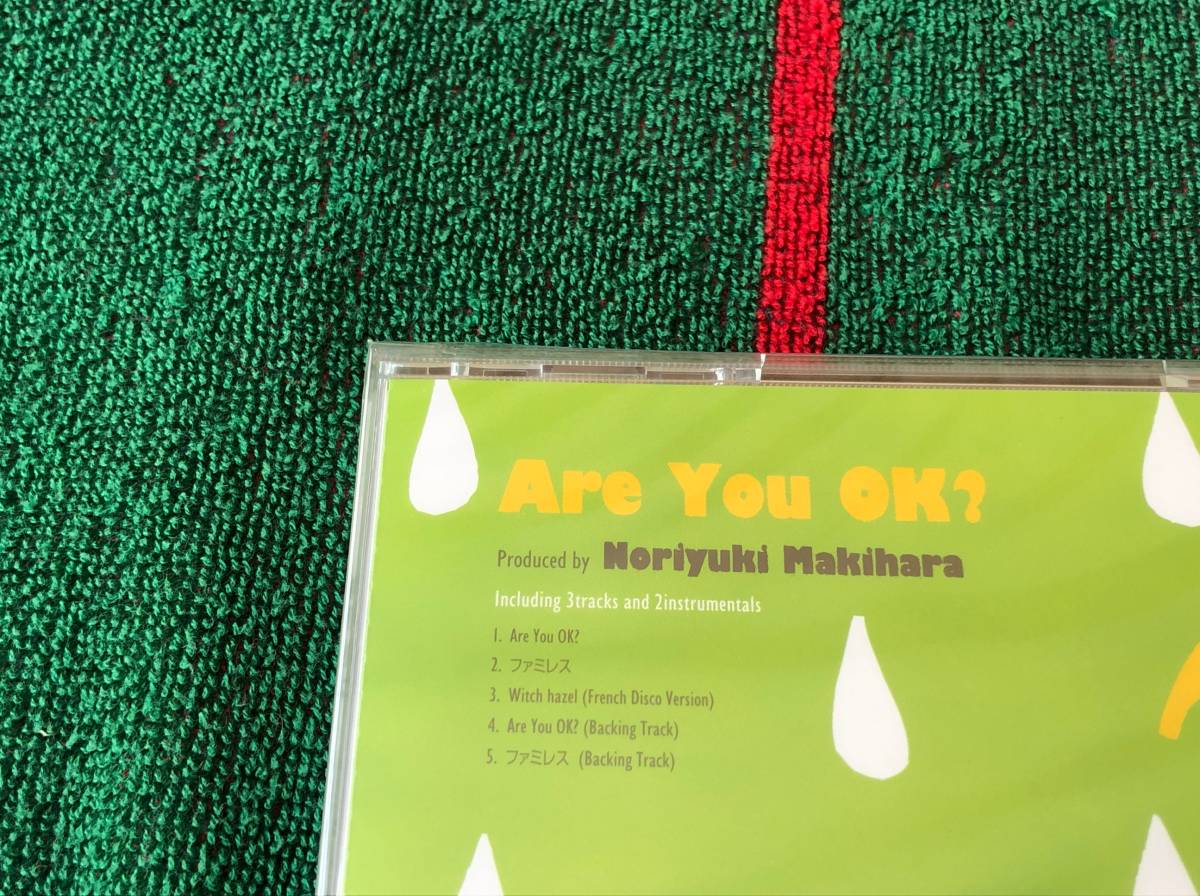 Are You OK?
Produced by Noriyuki Makihara
Including 3tracks and 2instrumentals
1. Are You OK?
2. ファミレス
3. Witch hazel (French Disco Version)
4. Are You OK? (Backing Track)
5. ファミレス (Backing Track)